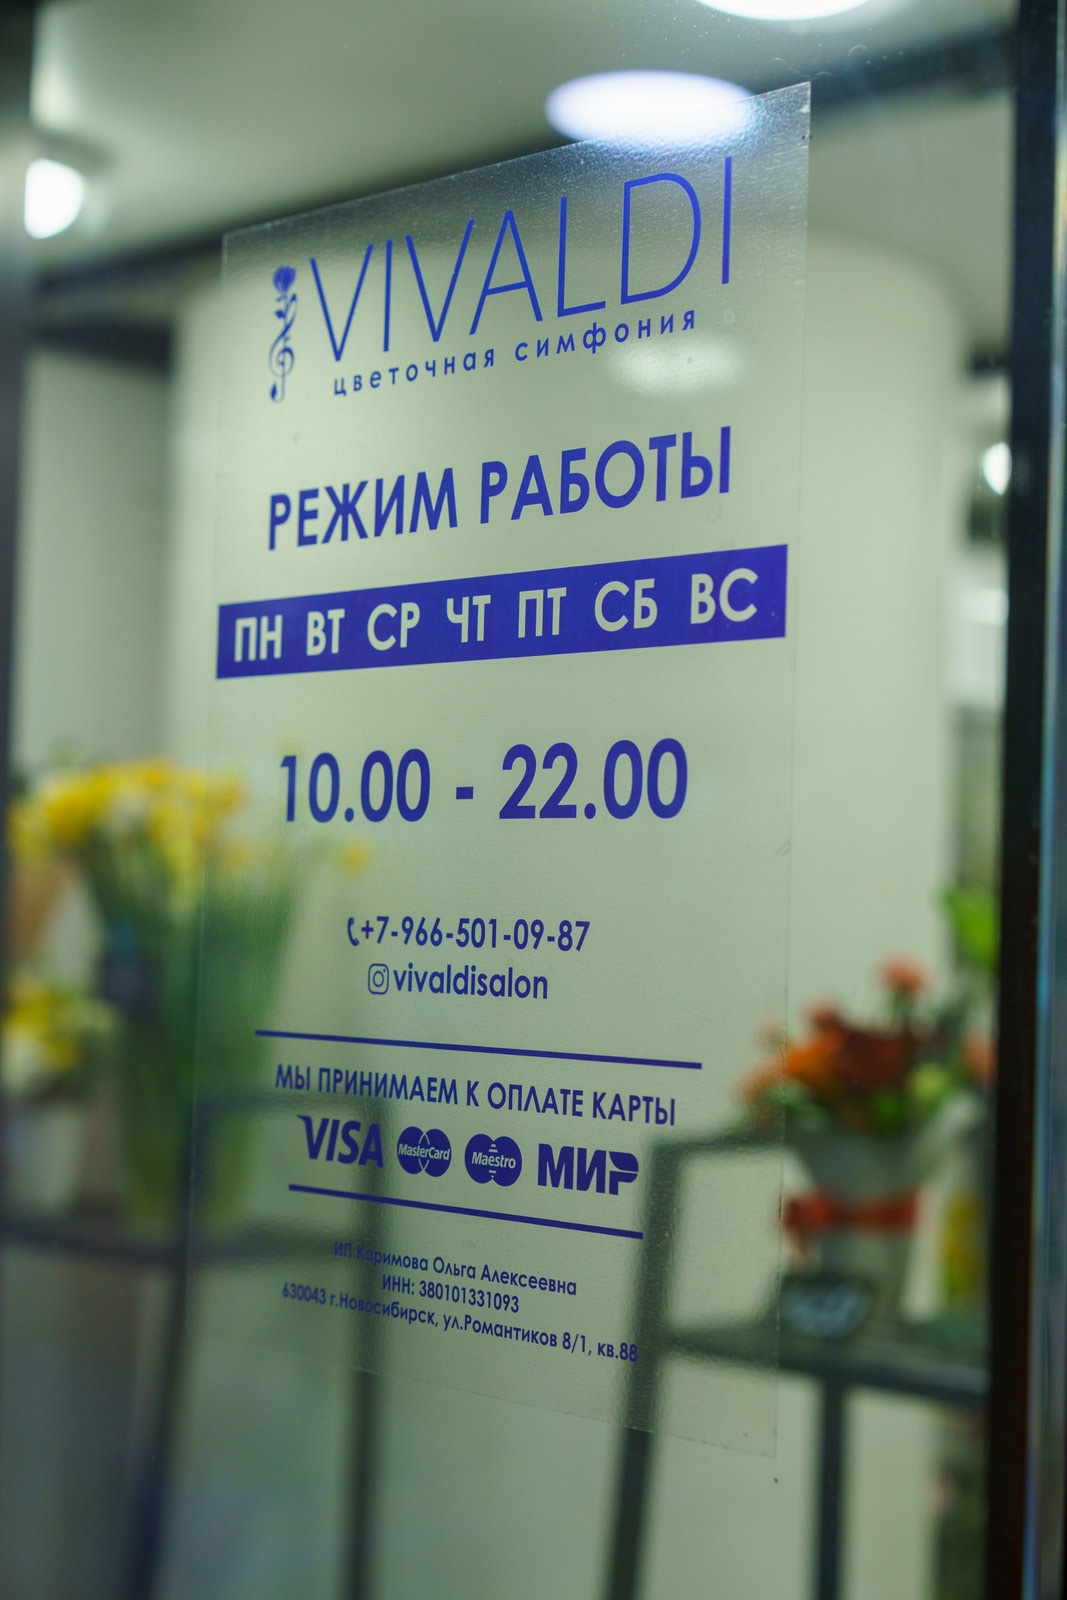 VIVALDI
цветочная симфония
РЕЖИМ РАБОТЫ
ПН ВТ СР ЧТ ПТ СБ ВС
10.00 - 22.00
+7-966-501-09-87
vivaldisalon
МЫ ПРИНИМАЕМ К ОПЛАТЕ КАРТЫ
VISA MasterCard Maestro МИР
ИП Каримова Ольга Алексеевна
ИНН: 380101331093
630043 г.Новосибирск, ул.Романтиков 8/1, кв.88